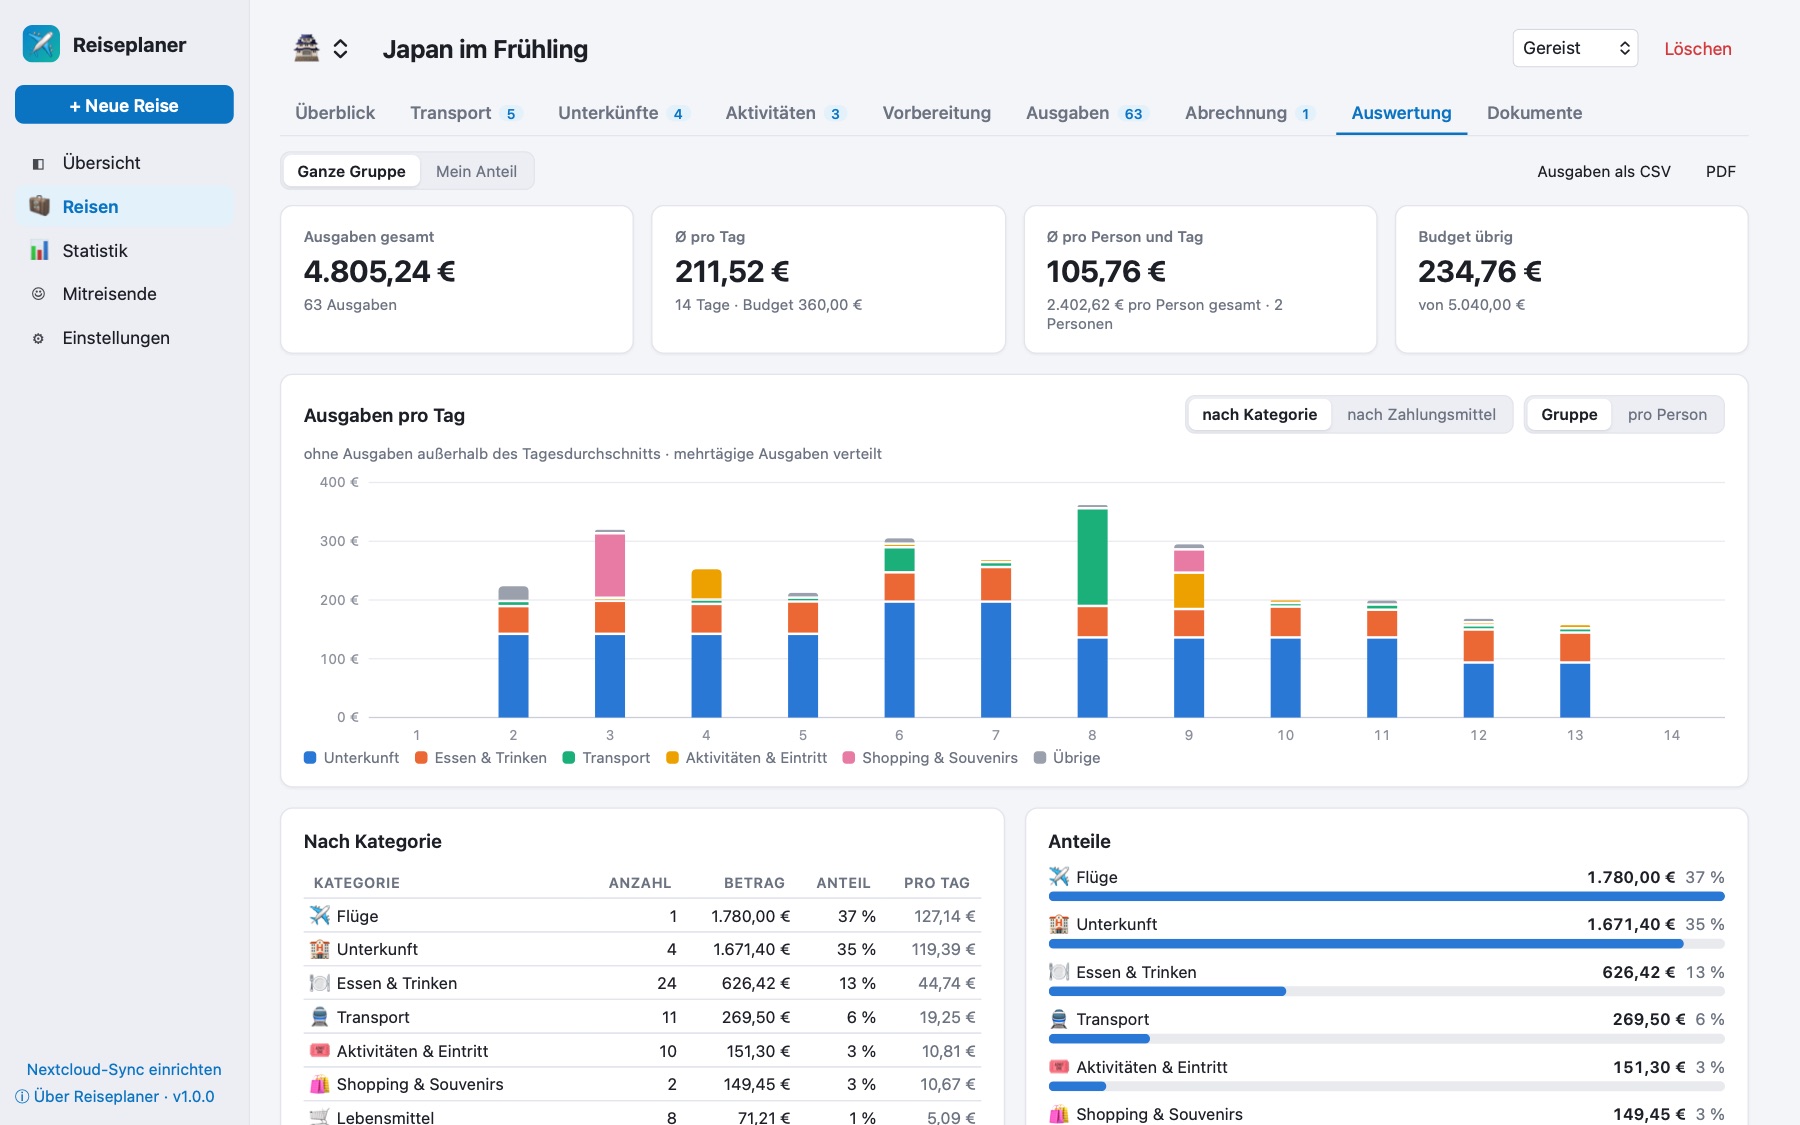 Reiseplaner
+ Neue Reise
Übersicht
Reisen
Statistik
Mitreisende
Einstellungen
Nextcloud-Sync einrichten
ⓘ Über Reiseplaner · v1.0.0
Japan im Frühling
Gereist
Löschen
Überblick Transport 5 Unterkünfte 4 Aktivitäten 3 Vorbereitung Ausgaben 63 Abrechnung 1 Auswertung Dokumente
Ganze Gruppe Mein Anteil
Ausgaben als CSV PDF
Ausgaben gesamt
4.805,24 €
63 Ausgaben
Ø pro Tag
211,52 €
14 Tage · Budget 360,00 €
Ø pro Person und Tag
105,76 €
2.402,62 € pro Person gesamt · 2
Personen
Budget übrig
234,76 €
von 5.040,00 €
Ausgaben pro Tag
nach Kategorie nach Zahlungsmittel
Gruppe pro Person
ohne Ausgaben außerhalb des Tagesdurchschnitts · mehrtägige Ausgaben verteilt
400 €
300 €
200 €
100 €
0 €
1 2 3 4 5 6 7 8 9 10 11 12 13 14
Unterkunft Essen & Trinken Transport Aktivitäten & Eintritt Shopping & Souvenirs Übrige
Nach Kategorie
KATEGORIE ANZAHL BETRAG ANTEIL PRO TAG
Flüge 1 1.780,00 € 37 % 127,14 €
Unterkunft 4 1.671,40 € 35 % 119,39 €
Essen & Trinken 24 626,42 € 13 % 44,74 €
Transport 11 269,50 € 6 % 19,25 €
Aktivitäten & Eintritt 10 151,30 € 3 % 10,81 €
Shopping & Souvenirs 2 149,45 € 3 % 10,67 €
Lebensmittel 8 71,21 € 1 % 5,09 €
Anteile
Flüge 1.780,00 € 37 %
Unterkunft 1.671,40 € 35 %
Essen & Trinken 626,42 € 13 %
Transport 269,50 € 6 %
Aktivitäten & Eintritt 151,30 € 3 %
Shopping & Souvenirs 149,45 € 3 %